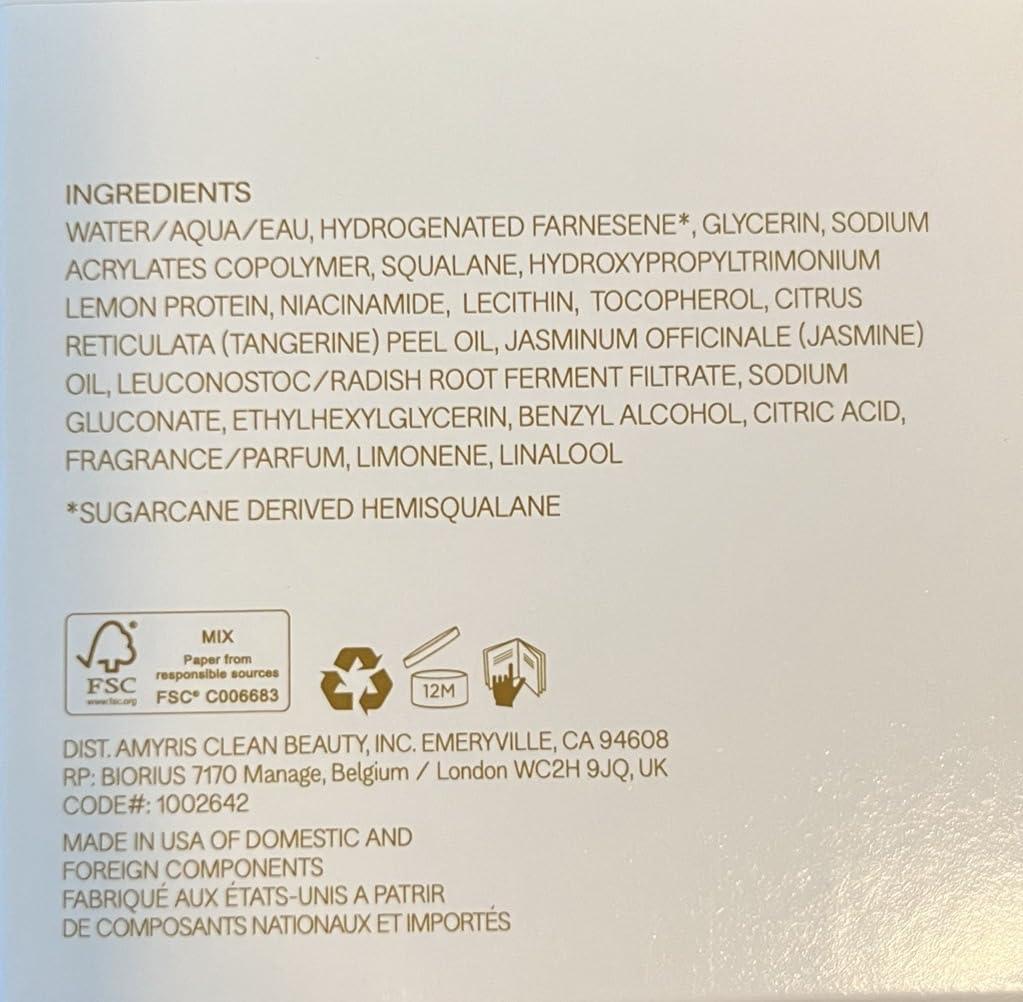 INGREDIENTS
WATER/AQUA/EAU, HYDROGENATED FARNESENE*, GLYCERIN, SODIUM
ACRYLATES COPOLYMER, SQUALANE, HYDROXYPROPYLTRIMONIUM
LEMON PROTEIN, NIACINAMIDE, LECITHIN, TOCOPHEROL, CITRUS
RETICULATA (TANGERINE) PEEL OIL, JASMINUM OFFICINALE (JASMINE)
OIL, LEUCONOSTOC/RADISH ROOT FERMENT FILTRATE, SODIUM
GLUCONATE, ETHYLHEXYLGLYCERIN, BENZYL ALCOHOL, CITRIC ACID,
FRAGRANCE/PARFUM, LIMONENE, LINALOOL
*SUGARCANE DERIVED HEMISQUALANE
®
FSC
www.fsc.org
MIX
Paper from
responsible sources
FSC® C006683
12M
DIST. AMYRIS CLEAN BEAUTY, INC. EMERYVILLE, CA 94608
RP: BIORIUS 7170 Manage, Belgium / London WC2H 9JQ, UK
CODE#: 1002642
MADE IN USA OF DOMESTIC AND
FOREIGN COMPONENTS
FABRIQUÉ AUX ÉTATS-UNIS A PATRIR
DE COMPOSANTS NATIONAUX ET IMPORTÉS